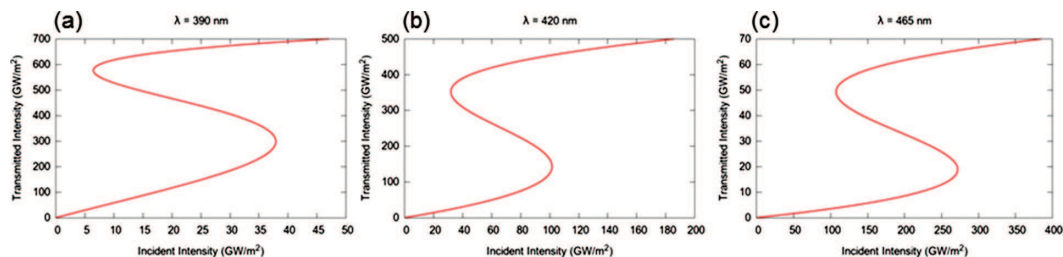 (a) λ = 390 nm
700
600
500
400
300
200
100
0
Transmitted Intensity (GW/m²)
0 5 10 15 20 25 30 35 40 45 50
Incident Intensity (GW/m²)
(b) λ = 420 nm
500
400
300
200
100
0
Transmitted Intensity (GW/m²)
0 20 40 60 80 100 120 140 160 180 200
Incident Intensity (GW/m²)
(c) λ = 465 nm
70
60
50
40
30
20
10
0
Transmitted Intensity (GW/m²)
0 50 100 150 200 250 300 350 400
Incident Intensity (GW/m²)